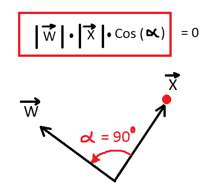 |W⃗|•|X⃗|•Cos(α) = 0
X⃗
W⃗
α = 90°